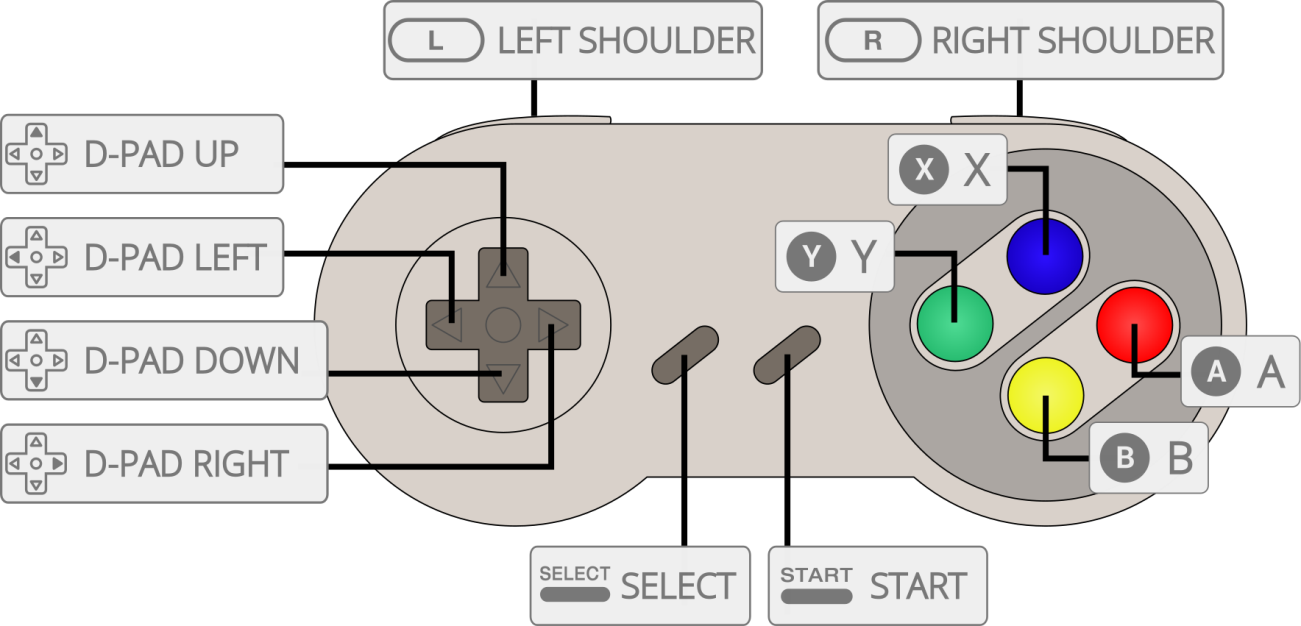 L LEFT SHOULDER
R RIGHT SHOULDER
D-PAD UP
X X
D-PAD LEFT
Y Y
D-PAD DOWN
A A
D-PAD RIGHT
B B
SELECT SELECT
START START